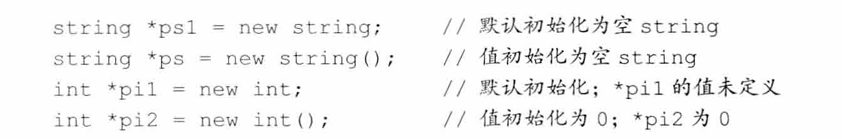 string *ps1 = new string; // 默认初始化为空 string
string *ps = new string(); // 值初始化为空 string
int *pi1 = new int; // 默认初始化; *pi1 的值未定义
int *pi2 = new int(); // 值初始化为 0; *pi2 为 0